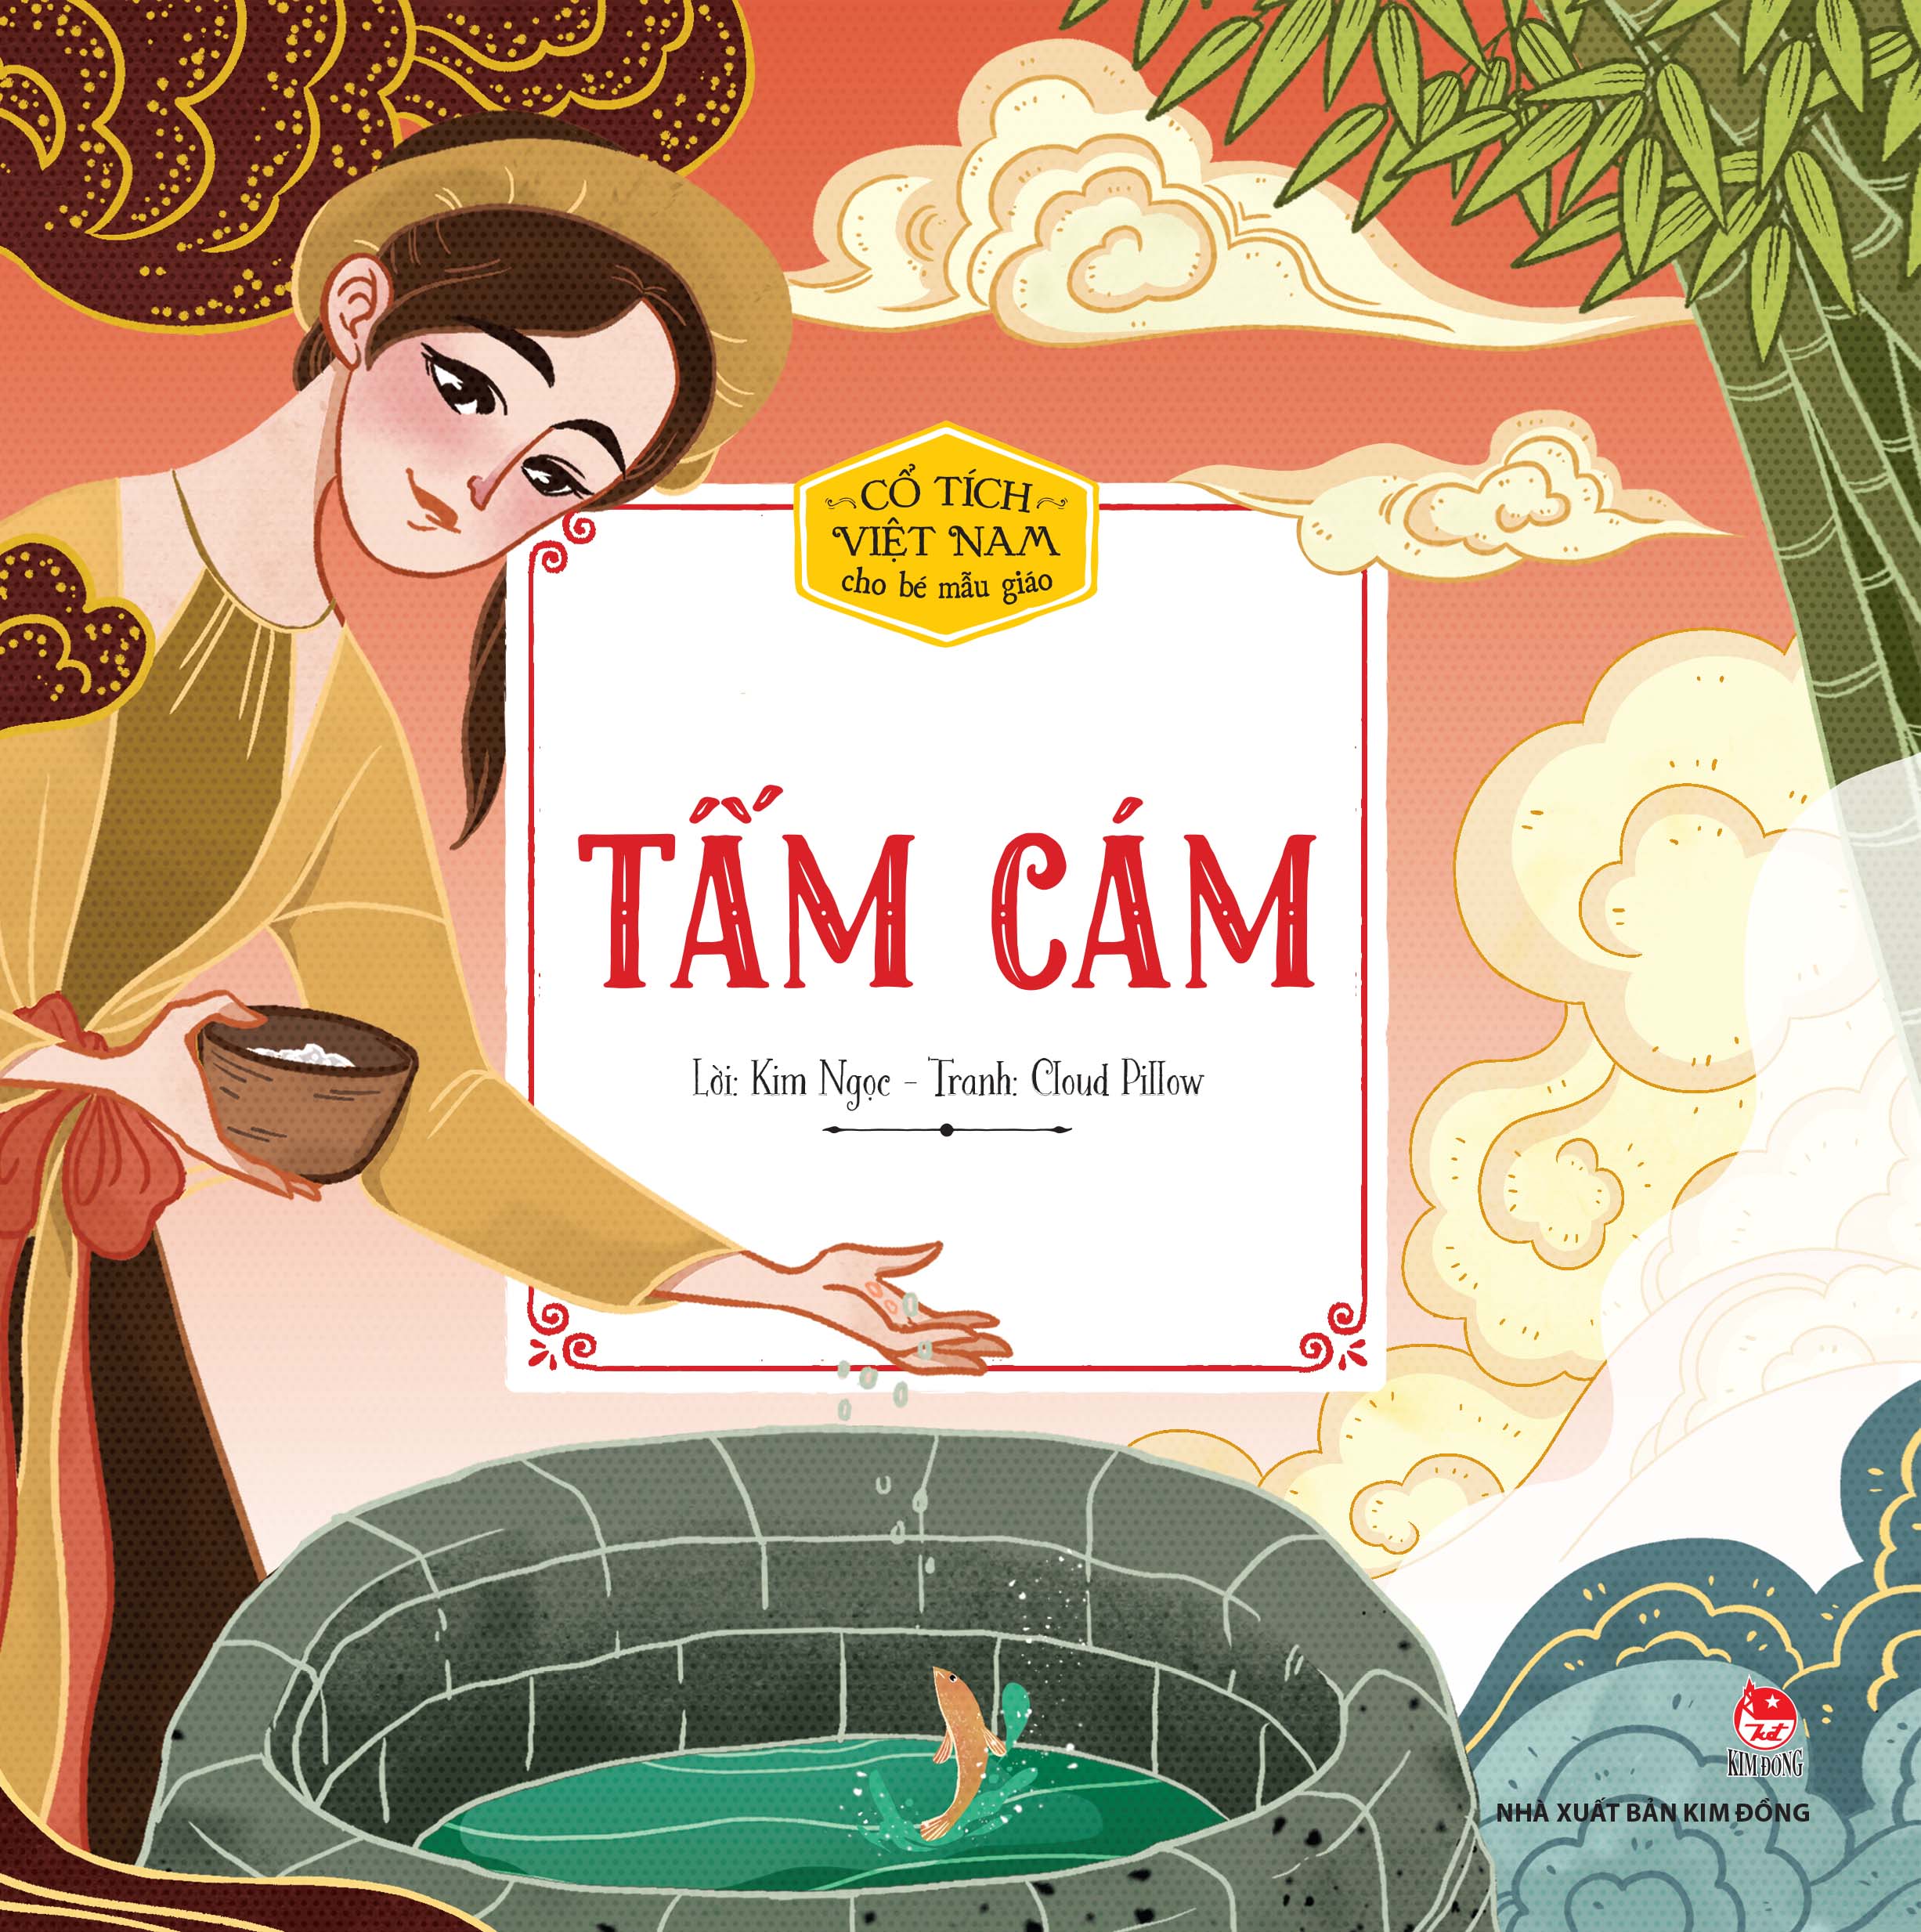 CỔ TÍCH
VIỆT NAM
cho bé mẫu giáo
TẤM CÁM
Lời: Kim Ngọc - Tranh: Cloud Pillow
kđ
KIM ĐỒNG
NHÀ XUẤT BẢN KIM ĐỒNG